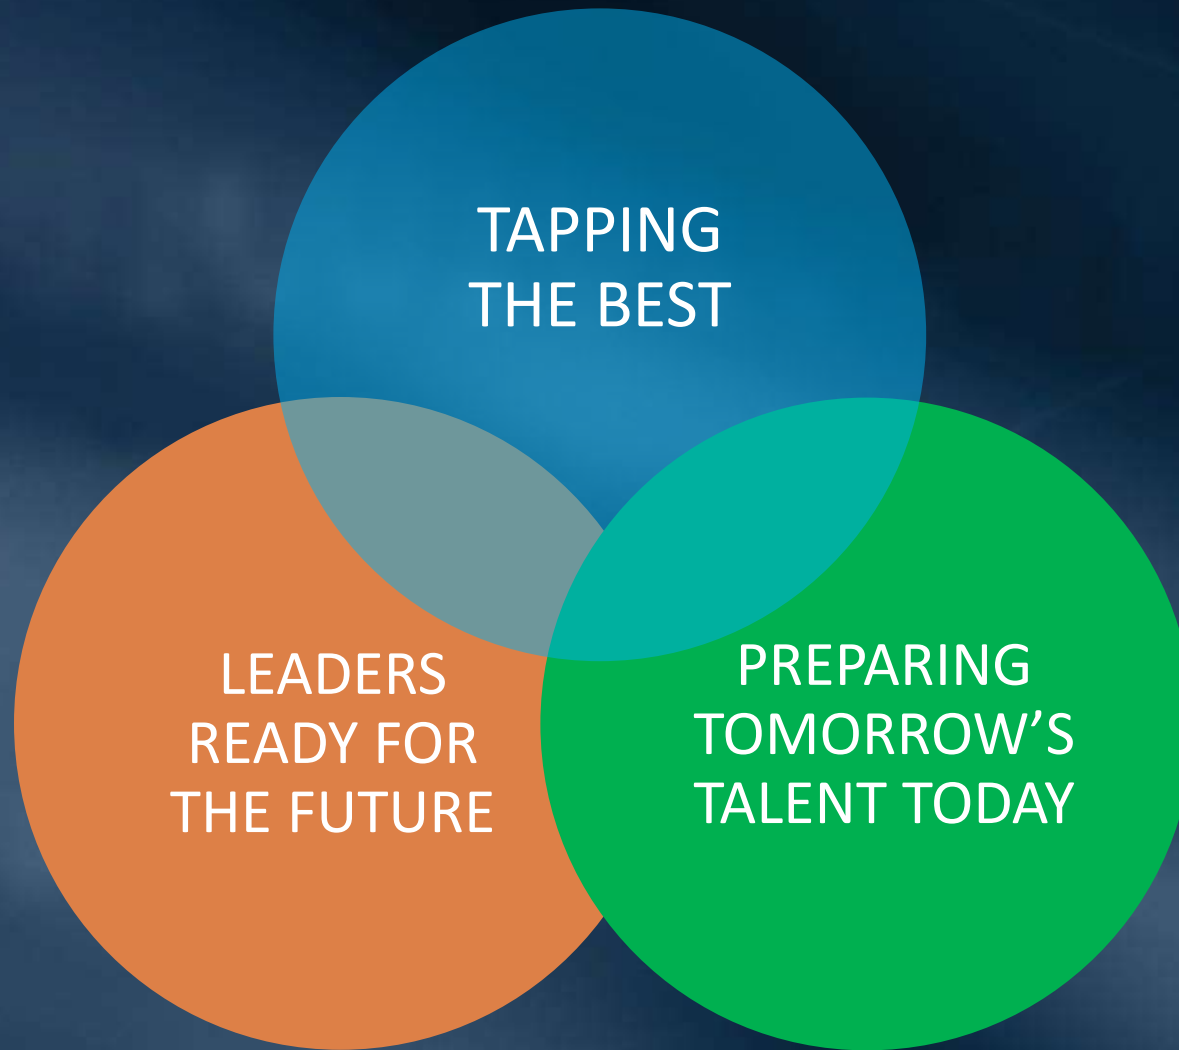 TAPPING
THE BEST
LEADERS
READY FOR
THE FUTURE
PREPARING
TOMORROW’S
TALENT TODAY